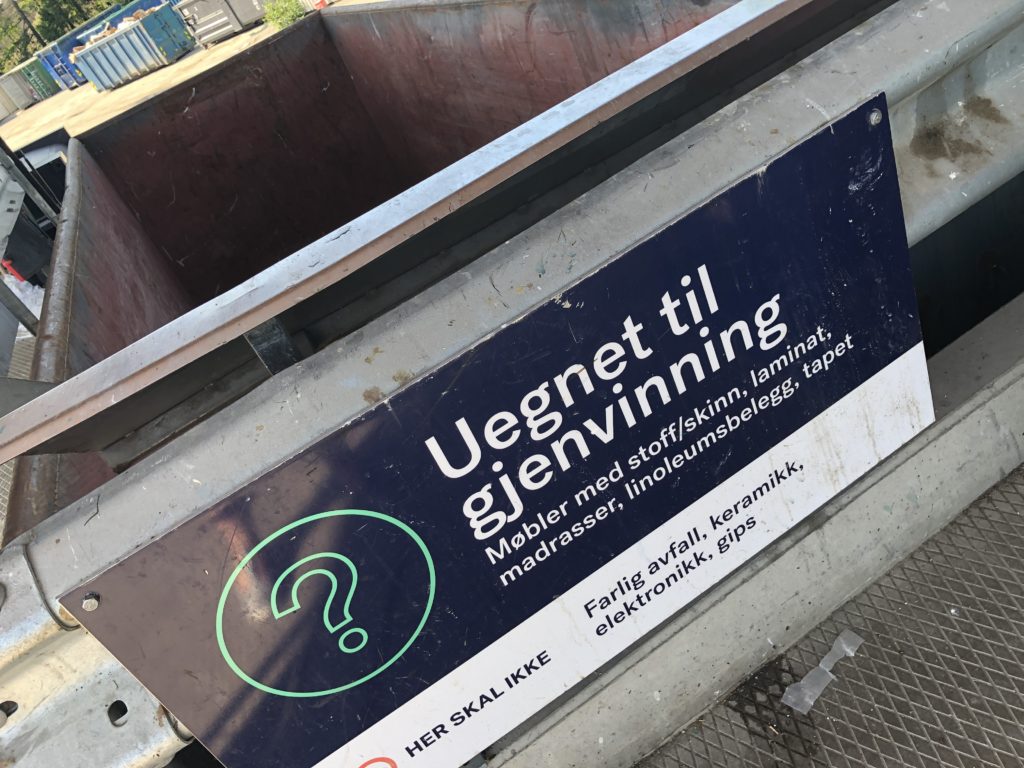 Uegnet til
gjenvinning
Møbler med stoff/skinn, laminat,
madrasser, linoleumsbelegg, tapet
HER SKAL IKKE
Farlig avfall, keramikk,
elektronikk, gips